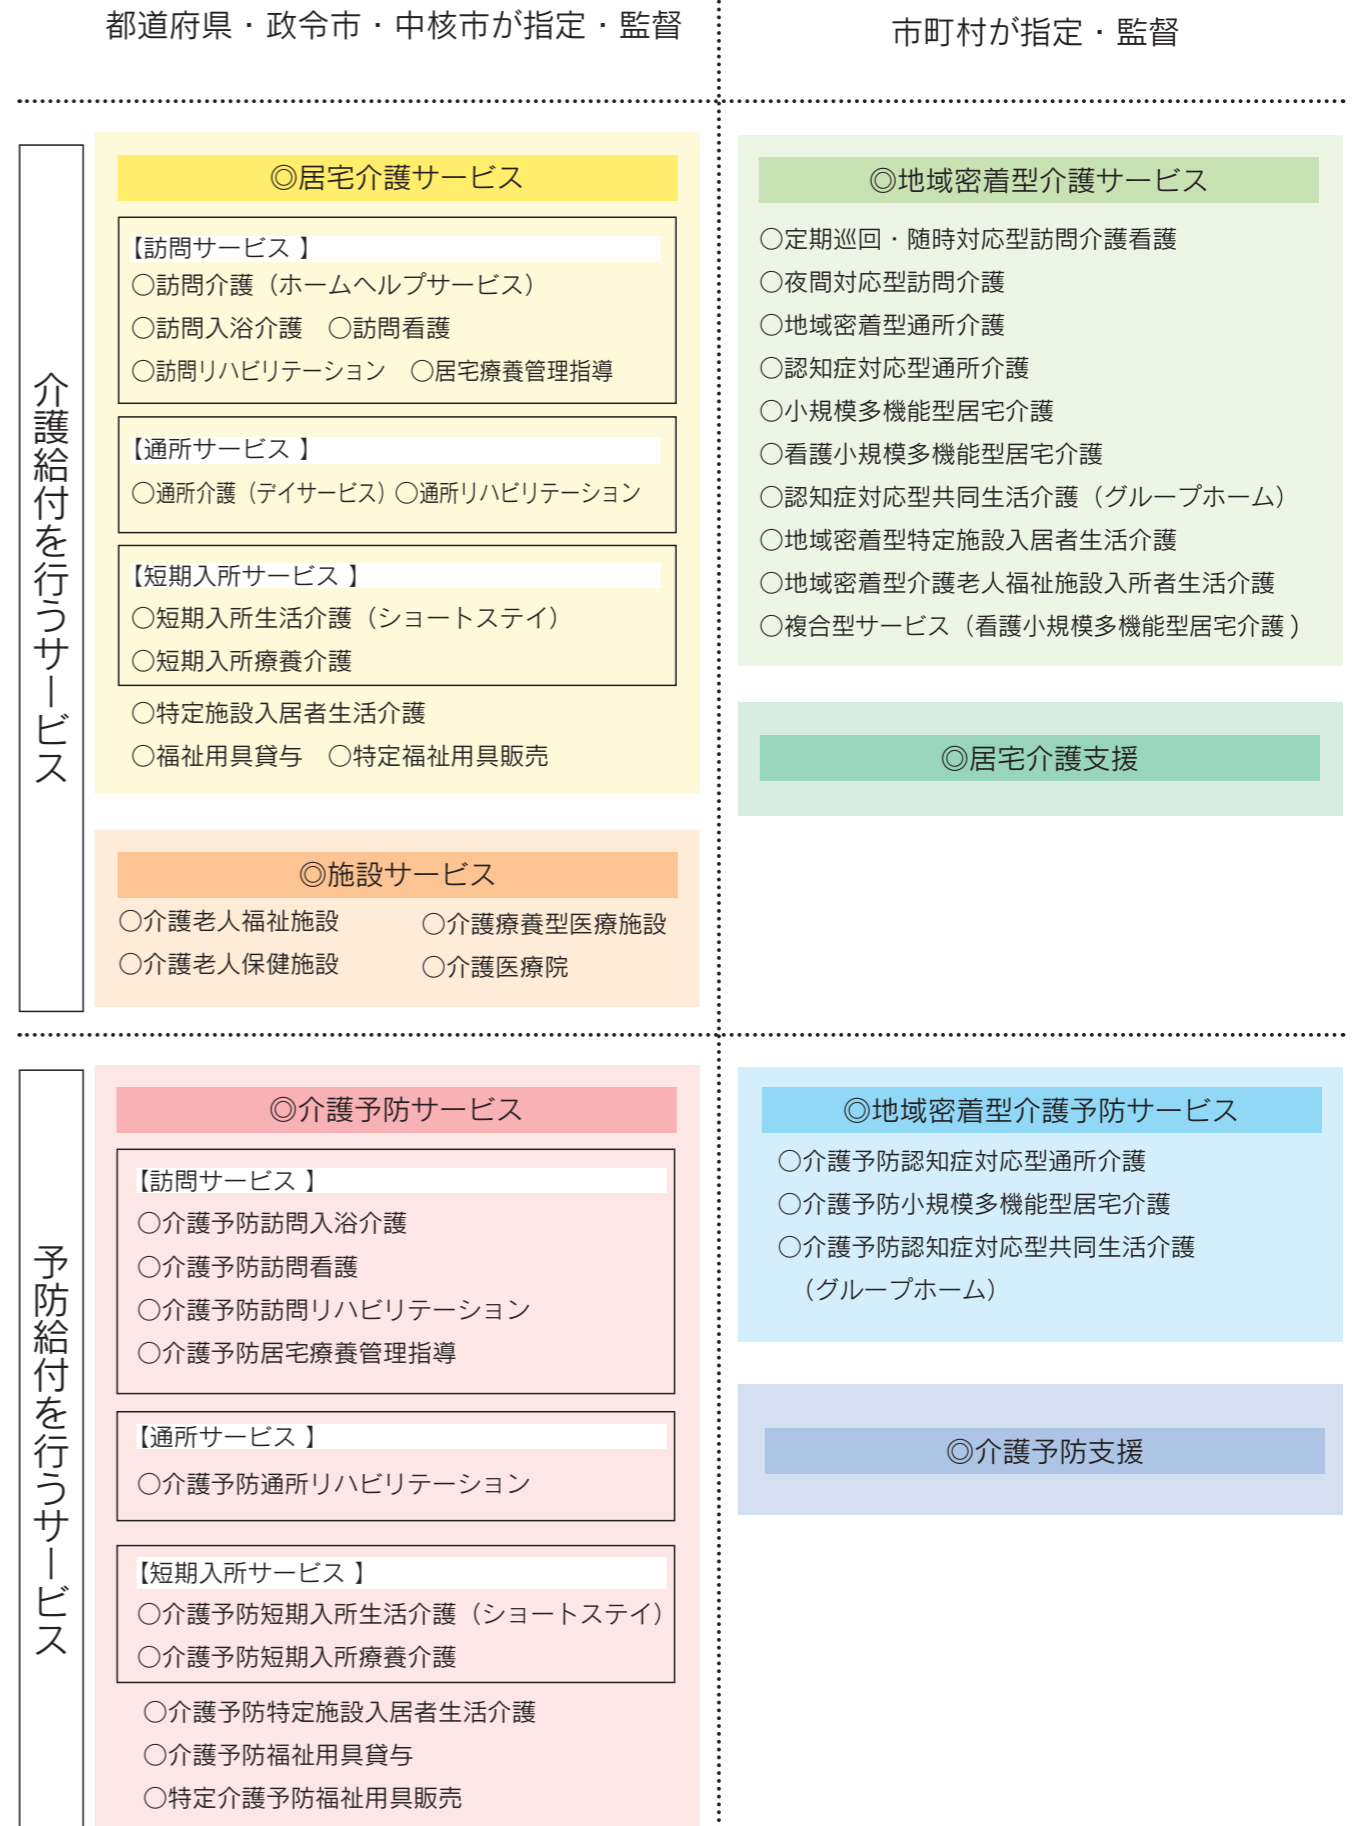 都道府県・政令市・中核市が指定・監督
市町村が指定・監督
介護給付を行うサービス
◎居宅介護サービス
【訪問サービス】
○訪問介護（ホームヘルプサービス）
○訪問入浴介護　○訪問看護
○訪問リハビリテーション　○居宅療養管理指導
【通所サービス】
○通所介護（デイサービス）○通所リハビリテーション
【短期入所サービス】
○短期入所生活介護（ショートステイ）
○短期入所療養介護
○特定施設入居者生活介護
○福祉用具貸与　○特定福祉用具販売
◎施設サービス
○介護老人福祉施設　○介護療養型医療施設
○介護老人保健施設　○介護医療院
◎地域密着型介護サービス
○定期巡回・随時対応型訪問介護看護
○夜間対応型訪問介護
○地域密着型通所介護
○認知症対応型通所介護
○小規模多機能型居宅介護
○看護小規模多機能型居宅介護
○認知症対応型共同生活介護（グループホーム）
○地域密着型特定施設入居者生活介護
○地域密着型介護老人福祉施設入所者生活介護
○複合型サービス（看護小規模多機能型居宅介護)
◎居宅介護支援
予防給付を行うサービス
◎介護予防サービス
【訪問サービス】
○介護予防訪問入浴介護
○介護予防訪問看護
○介護予防訪問リハビリテーション
○介護予防居宅療養管理指導
【通所サービス】
○介護予防通所リハビリテーション
【短期入所サービス】
○介護予防短期入所生活介護（ショートステイ）
○介護予防短期入所療養介護
○介護予防特定施設入居者生活介護
○介護予防福祉用具貸与
○特定介護予防福祉用具販売
◎地域密着型介護予防サービス
○介護予防認知症対応型通所介護
○介護予防小規模多機能型居宅介護
○介護予防認知症対応型共同生活介護
（グループホーム）
◎介護予防支援